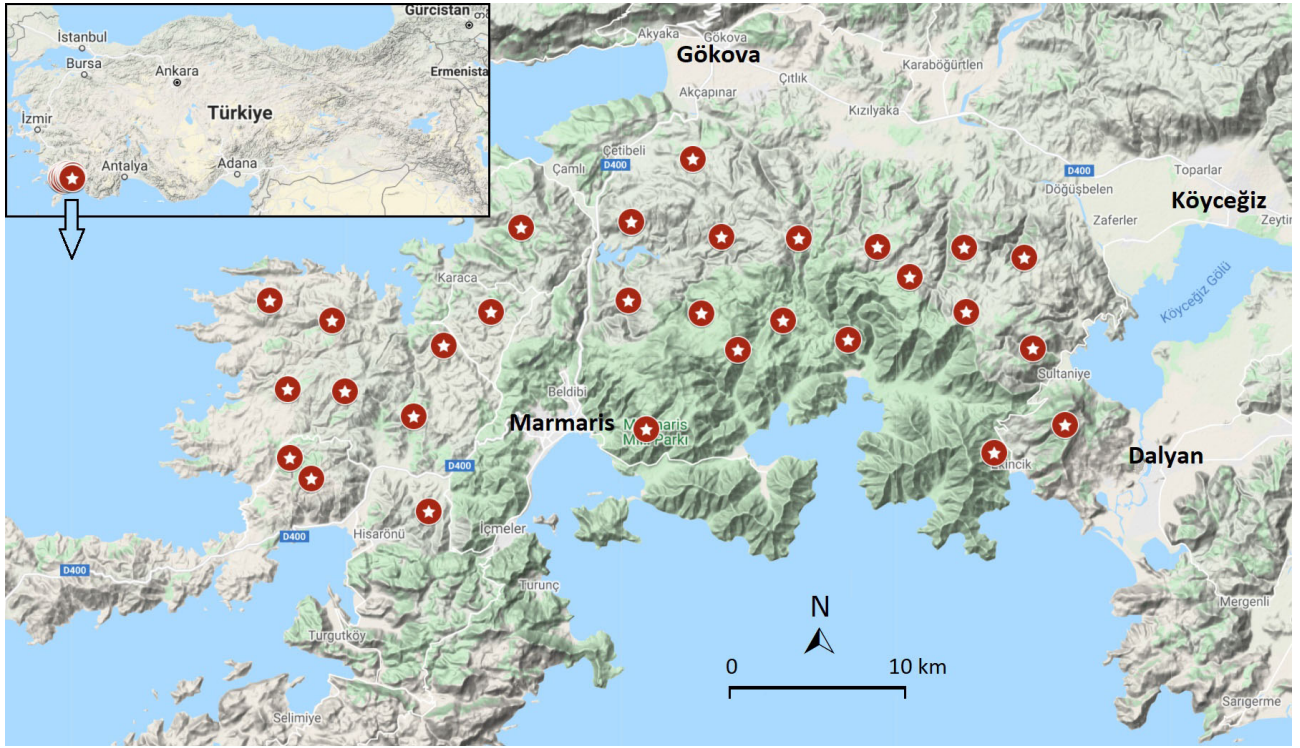 Gürcistan
İstanbul
Bursa
Ankara
Ermenista
Türkiye
İzmir
Antalya
Adana
Akyaka
Gökova
Gökova
Karaböğürtlen
Çıtlık
Akçapınar
Kızılyaka
Çetibeli
D400
Çamlı
D400
Toparlar
Döğüşbelen
Köyceğiz
Zaferler
Zeytin
Karaca
Köyceğiz Gölü
Sultaniye
Beldibi
Marmaris
Marmaris
Milli Parkı
Dalyan
Ekincik
D400
Hisarönü
İçmeler
D400
D400
Turunç
Mergenli
N
Turgutköy
0 10 km
Sarıgerme
Selimiye